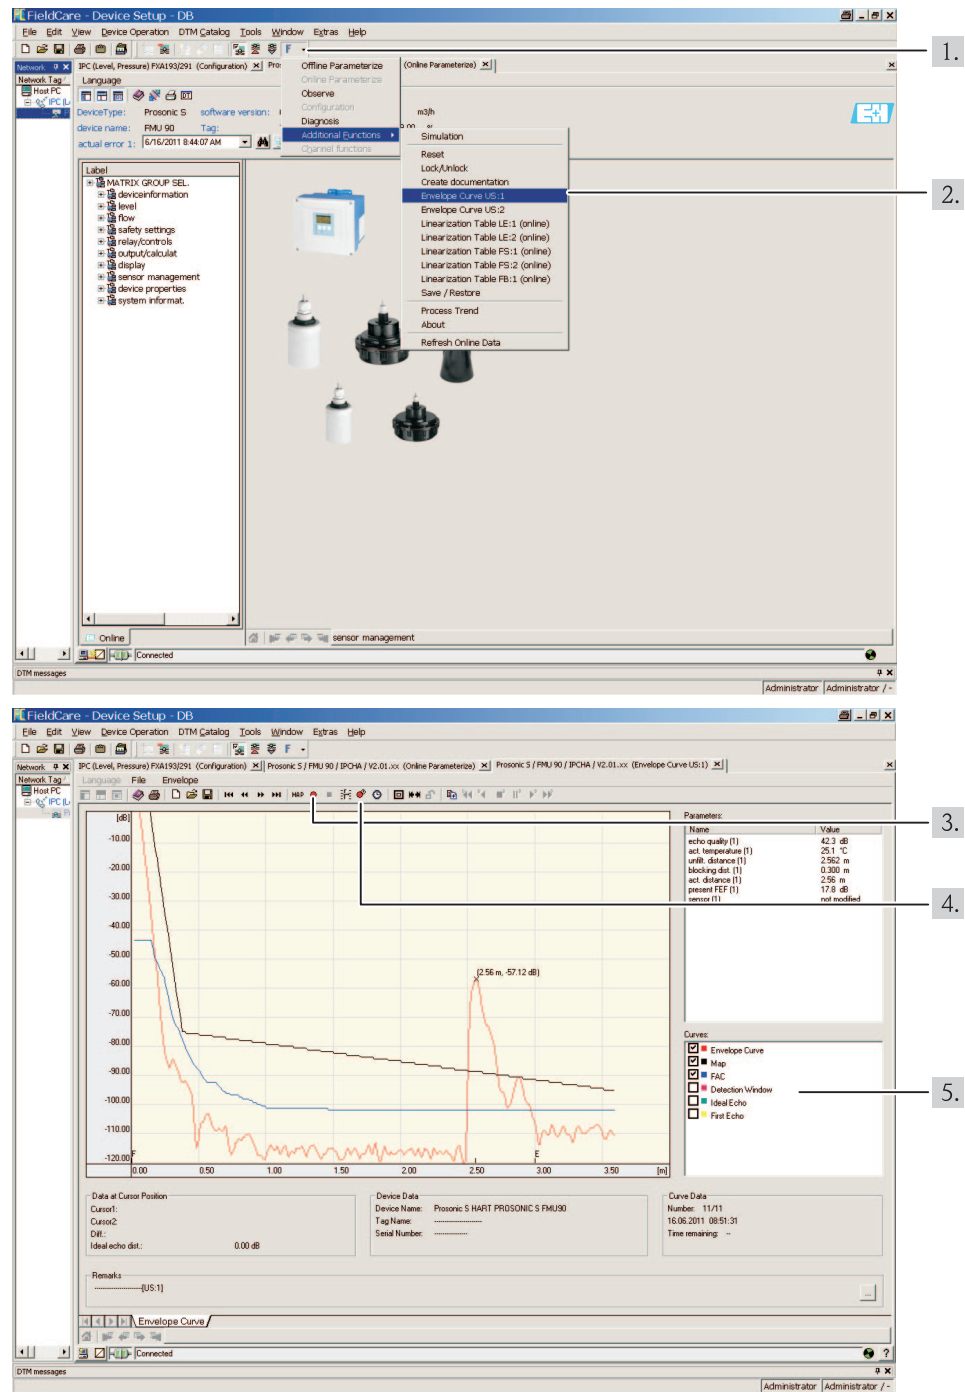 FieldCare - Device Setup - DB
File Edit View Device Operation DTM Catalog Tools Window Extras Help
F
1.
Network
IPC (Level, Pressure) FXA193/291 (Configuration)
(Online Parameterize)
Network Tag
Language
Host PC
DeviceType: Prosonic S software version:
m3/h
device name: FMU 90 Tag:
actual error 1: 6/16/2011 8:44:07 AM
E+H
Offline Parameterize
Online Parameterize
Observe
Configuration
Diagnosis
Additional Functions
Channel functions
Simulation
Reset
Lock/Unlock
Create documentation
Envelope Curve US:1
2.
Envelope Curve US:2
Linearization Table LE:1 (online)
Linearization Table LE:2 (online)
Linearization Table FS:1 (online)
Linearization Table FS:2 (online)
Linearization Table FB:1 (online)
Save / Restore
Process Trend
About
Refresh Online Data
Label
MATRIX GROUP SEL.
deviceinformation
level
flow
safety settings
relay/controls
output/calculat
display
sensor management
device properties
system informat.
Online
sensor management
Connected
DTM messages
Administrator Administrator / -
FieldCare - Device Setup - DB
File Edit View Device Operation DTM Catalog Tools Window Extras Help
F
Network
IPC (Level, Pressure) FXA193/291 (Configuration) Prosonic S / FMU 90 / IPCHA / V2.01.xx (Online Parameterize) Prosonic S / FMU 90 / IPCHA / V2.01.xx (Envelope Curve US:1)
Network Tag
Language File Envelope
Host PC
MAP
3.
4.
[dB]
-10.00
-20.00
-30.00
-40.00
-50.00
-60.00
-70.00
-80.00
-90.00
-100.00
-110.00
-120.00
F
(2.56 m, -57.12 dB)
E
0.00 0.50 1.00 1.50 2.00 2.50 3.00 3.50 [m]
Parameters:
Name Value
echo quality (1) 42.3 dB
act. temperature (1) 25.1 °C
unfilt. distance (1) 2.562 m
blocking dist. (1) 0.300 m
act. distance (1) 2.56 m
present FEF (1) 17.8 dB
sensor (1) not modified
Curves:
Envelope Curve
Map
FAC
Detection Window
5.
Ideal Echo
First Echo
Data at Cursor Position
Cursor1:
Cursor2:
Diff.:
Ideal echo dist.: 0.00 dB
Device Data
Device Name: Prosonic S HART PROSONIC S FMU90
Tag Name: --------------------
Serial Number: --------------
Curve Data
Number: 11/11
16.06.2011 08:51:31
Time remaining: --
Remarks
--------------------(US:1)
...
Envelope Curve
Connected
DTM messages
Administrator Administrator / -